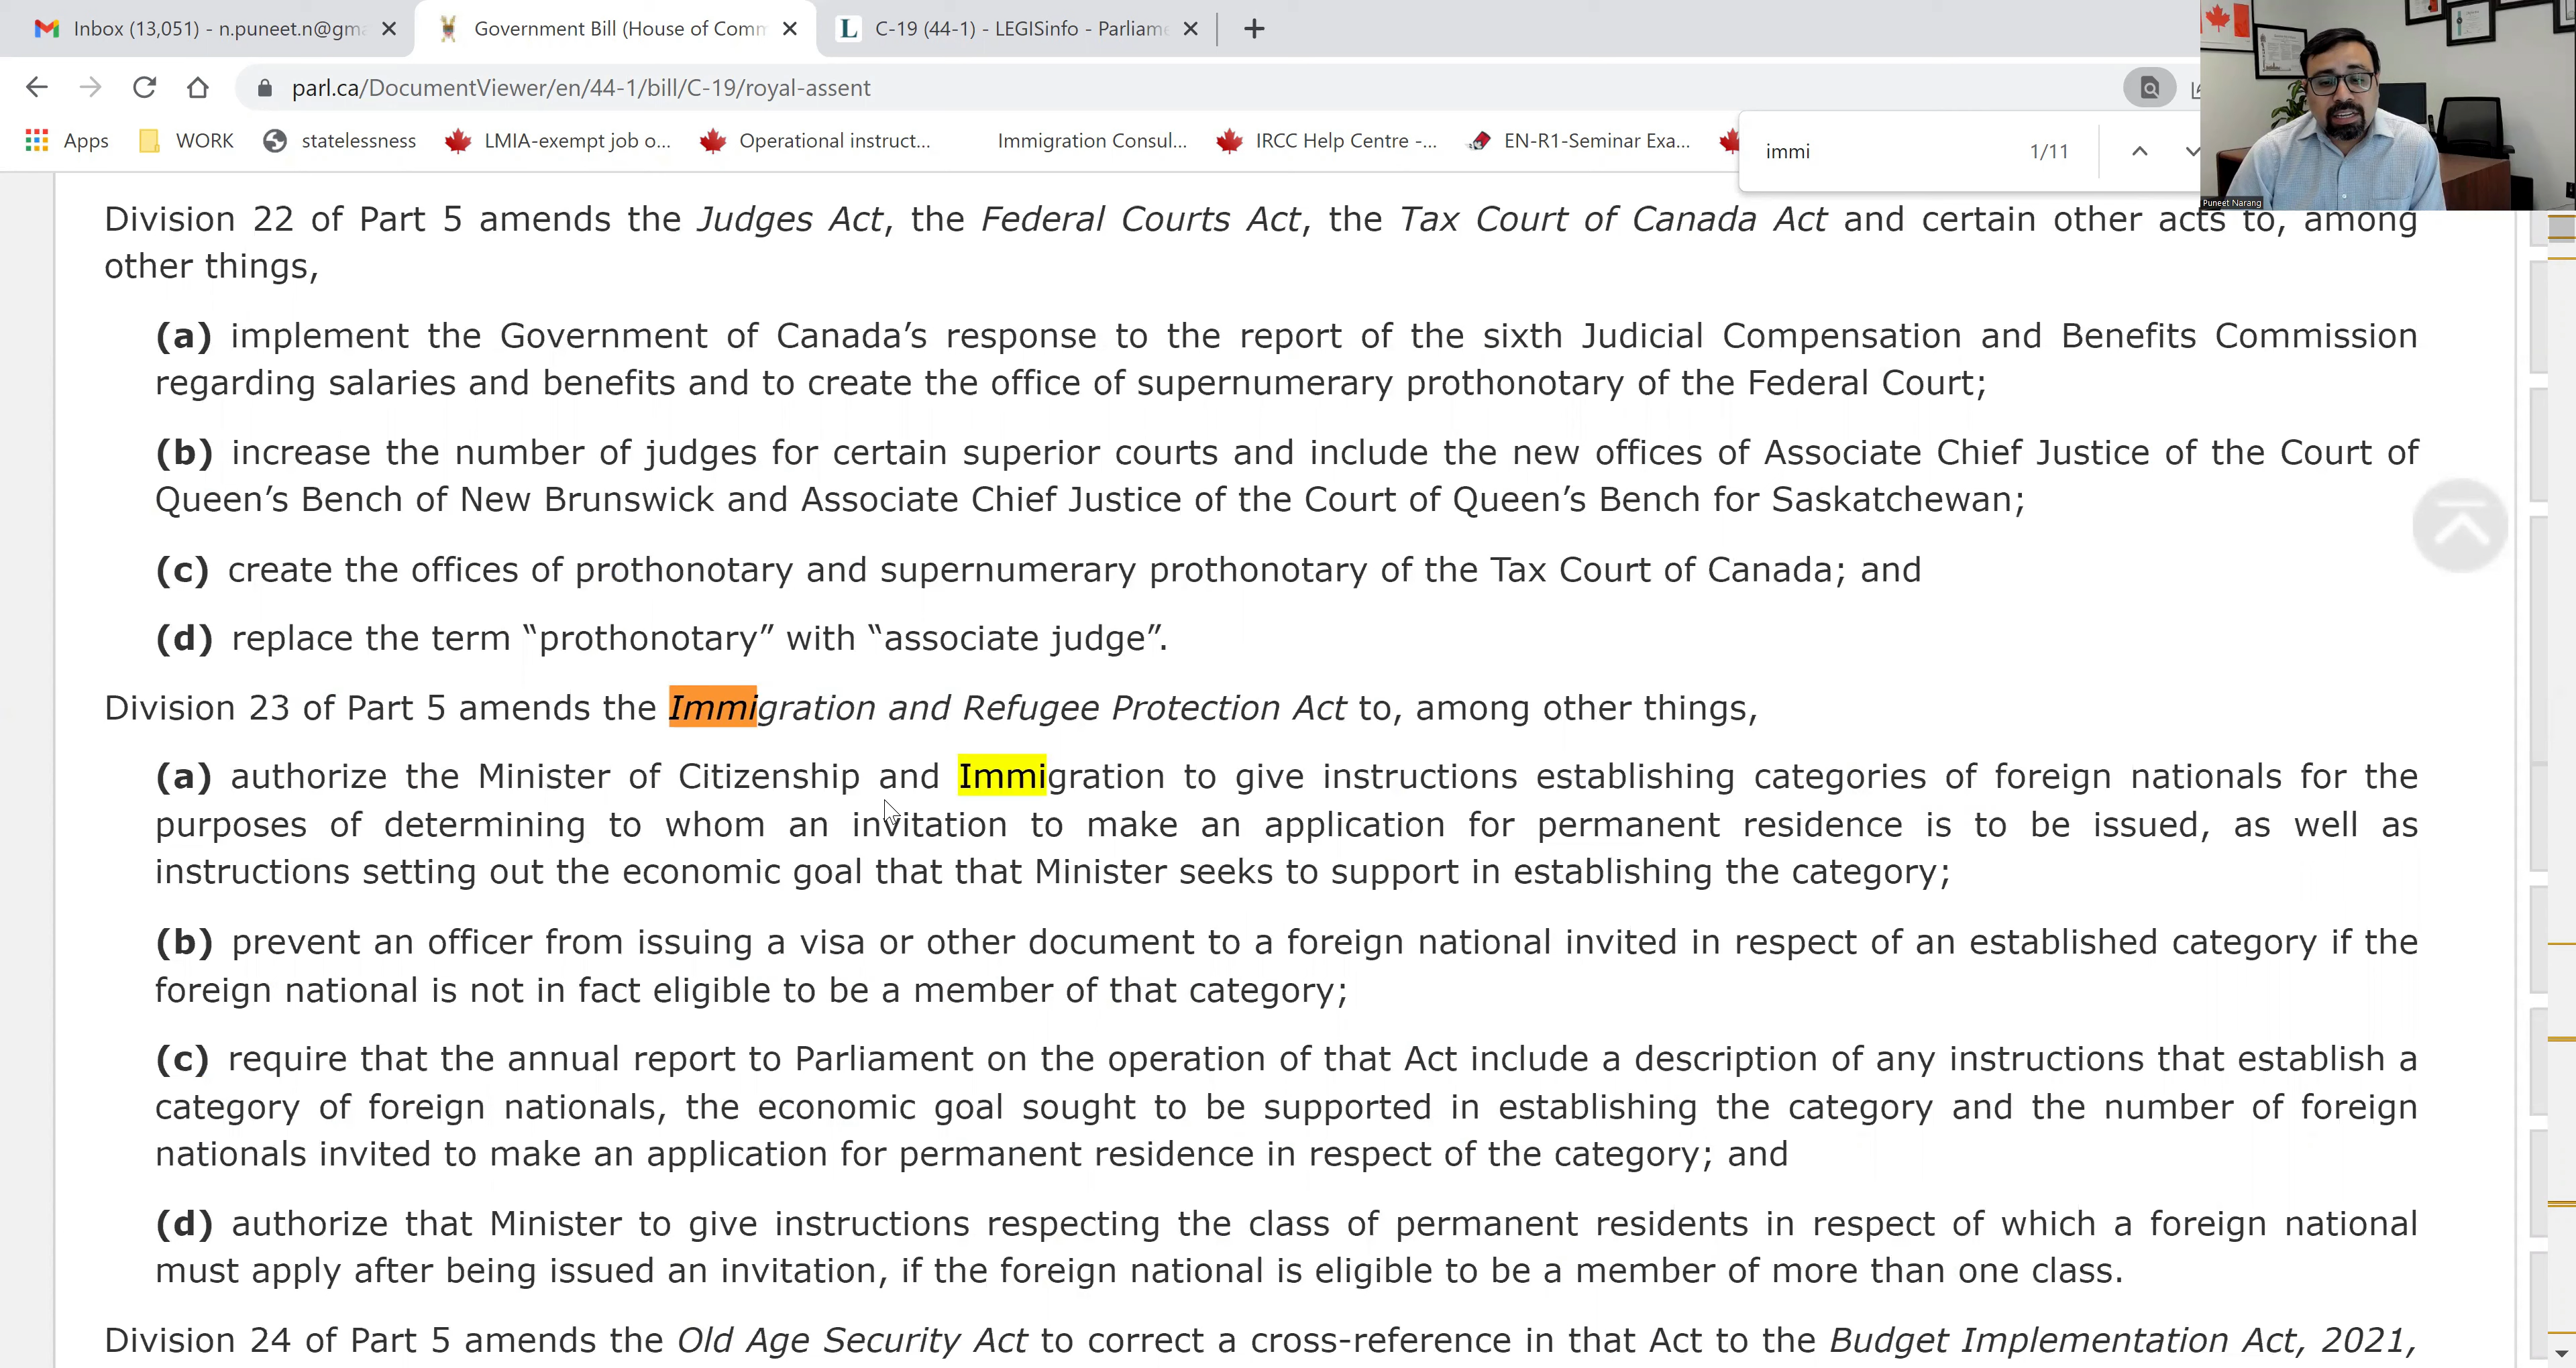 Inbox (13,051) - n.puneet.n@gma
Government Bill (House of Comm
C-19 (44-1) - LEGISinfo - Parliame
parl.ca/DocumentViewer/en/44-1/bill/C-19/royal-assent
Apps WORK statelessness LMIA-exempt job o... Operational instruct... Immigration Consul... IRCC Help Centre -... EN-R1-Seminar Exa...
immi 1/11
Puneet Narang
Division 22 of Part 5 amends the Judges Act, the Federal Courts Act, the Tax Court of Canada Act and certain other acts to, among
other things,
(a) implement the Government of Canada’s response to the report of the sixth Judicial Compensation and Benefits Commission
regarding salaries and benefits and to create the office of supernumerary prothonotary of the Federal Court;
(b) increase the number of judges for certain superior courts and include the new offices of Associate Chief Justice of the Court of
Queen’s Bench of New Brunswick and Associate Chief Justice of the Court of Queen’s Bench for Saskatchewan;
(c) create the offices of prothonotary and supernumerary prothonotary of the Tax Court of Canada; and
(d) replace the term “prothonotary” with “associate judge”.
Division 23 of Part 5 amends the Immigration and Refugee Protection Act to, among other things,
(a) authorize the Minister of Citizenship and Immigration to give instructions establishing categories of foreign nationals for the
purposes of determining to whom an invitation to make an application for permanent residence is to be issued, as well as
instructions setting out the economic goal that that Minister seeks to support in establishing the category;
(b) prevent an officer from issuing a visa or other document to a foreign national invited in respect of an established category if the
foreign national is not in fact eligible to be a member of that category;
(c) require that the annual report to Parliament on the operation of that Act include a description of any instructions that establish a
category of foreign nationals, the economic goal sought to be supported in establishing the category and the number of foreign
nationals invited to make an application for permanent residence in respect of the category; and
(d) authorize that Minister to give instructions respecting the class of permanent residents in respect of which a foreign national
must apply after being issued an invitation, if the foreign national is eligible to be a member of more than one class.
Division 24 of Part 5 amends the Old Age Security Act to correct a cross-reference in that Act to the Budget Implementation Act, 2021,